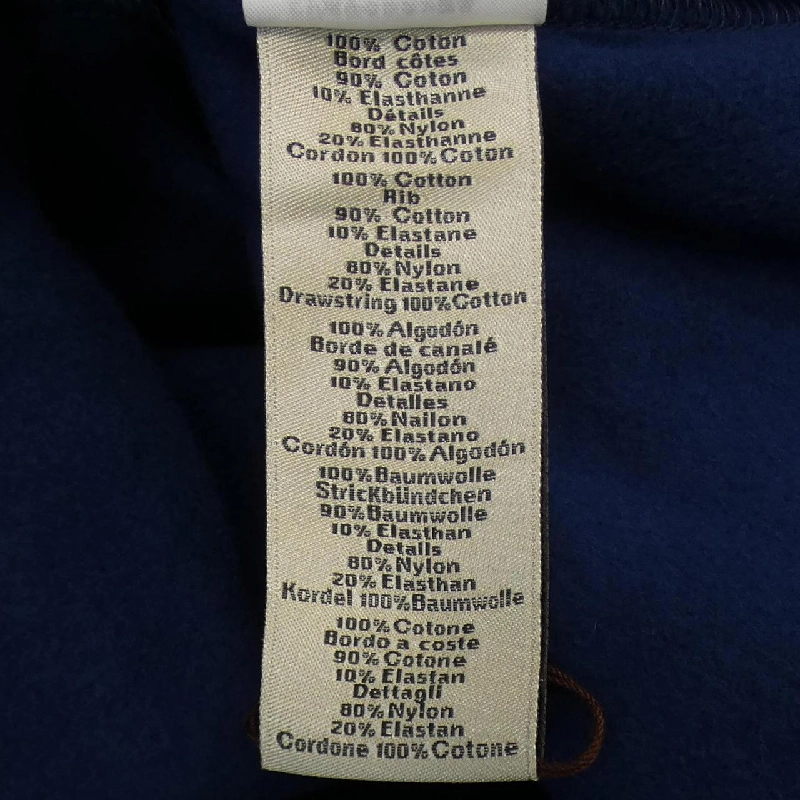 100% Coton
Bord côtes
90% Coton
10% Elasthanne
Détails
80% Nylon
20% Elasthanne
Cordon 100% Coton
100% Cotton
Rib
90% Cotton
10% Elastane
Details
80% Nylon
20% Elastane
Drawstring 100% Cotton
100% Algodón
Borde de canalé
90% Algodón
10% Elastano
Detalles
80% Nailon
20% Elastano
Cordón 100% Algodón
100% Baumwolle
Strickbündchen
90% Baumwolle
10% Elasthan
Details
80% Nylon
20% Elasthan
Kordel 100% Baumwolle
100% Cotone
Bordo a coste
90% Cotone
10% Elastan
Dettagli
80% Nylon
20% Elastan
Cordone 100% Cotone